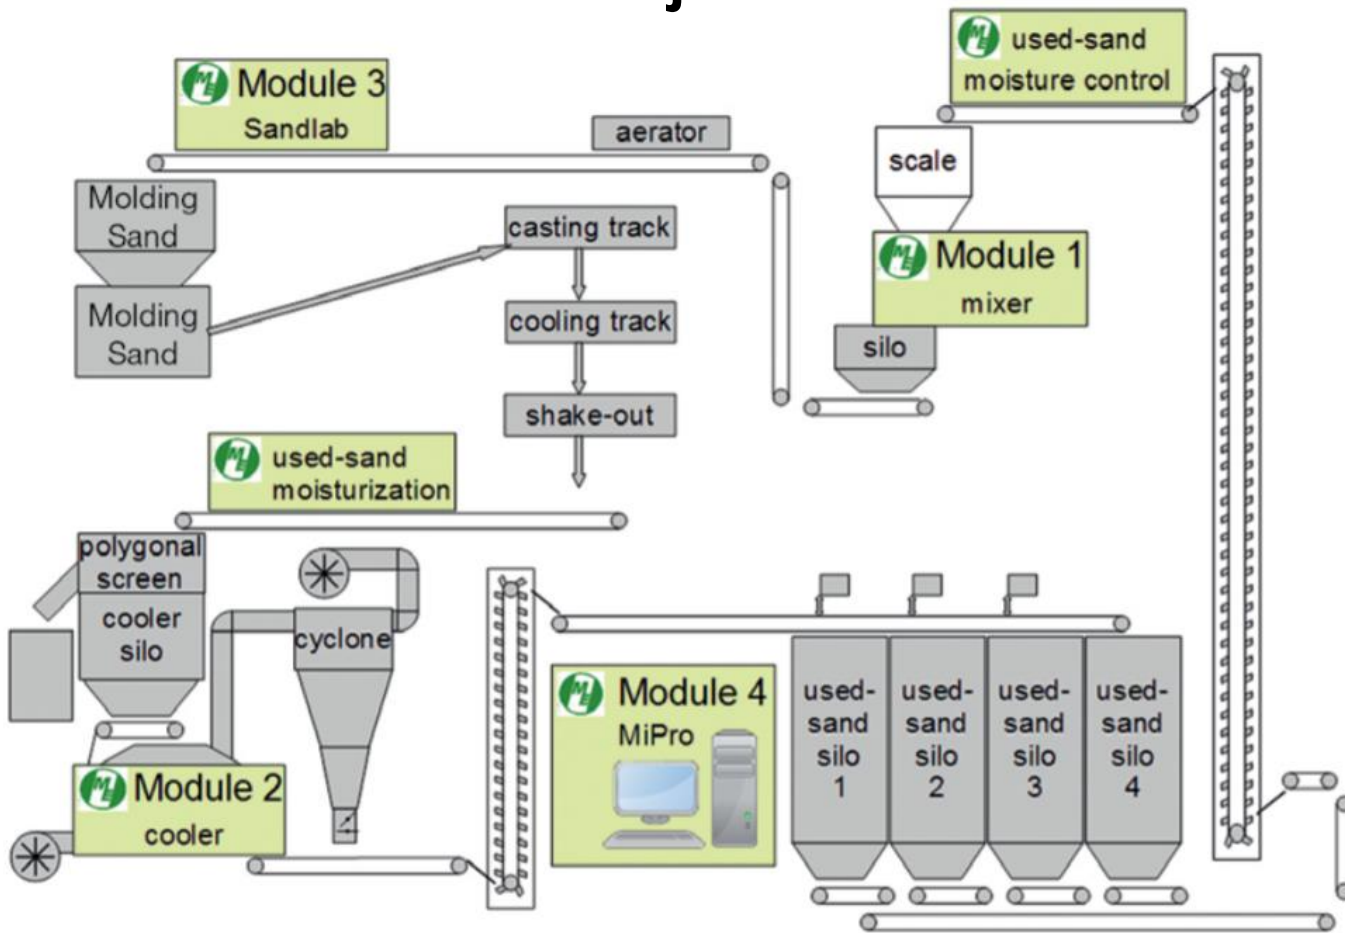 used-sand
moisture control
Module 3
Sandlab
aerator
scale
Molding
Sand
casting track
Module 1
mixer
Molding
Sand
cooling track
silo
shake-out
used-sand
moisturization
polygonal
screen
cooler
silo
cyclone
Module 4
MiPro
used-
sand
silo
1
used-
sand
silo
2
used-
sand
silo
3
used-
sand
silo
4
Module 2
cooler